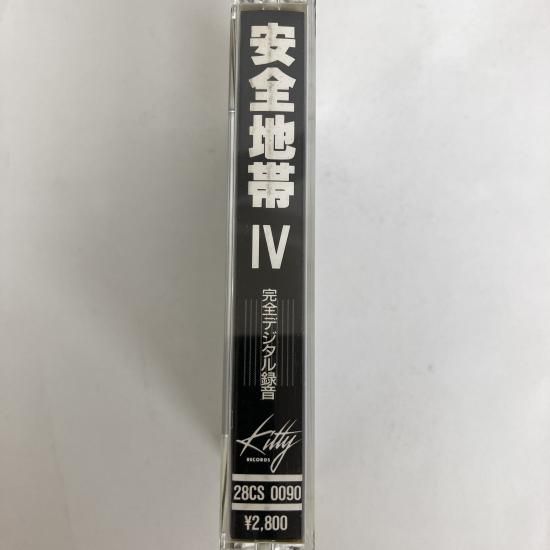 安全地帯
IV
完全デジタル録音
Kitty
RECORDS
28CS 0090
¥2,800